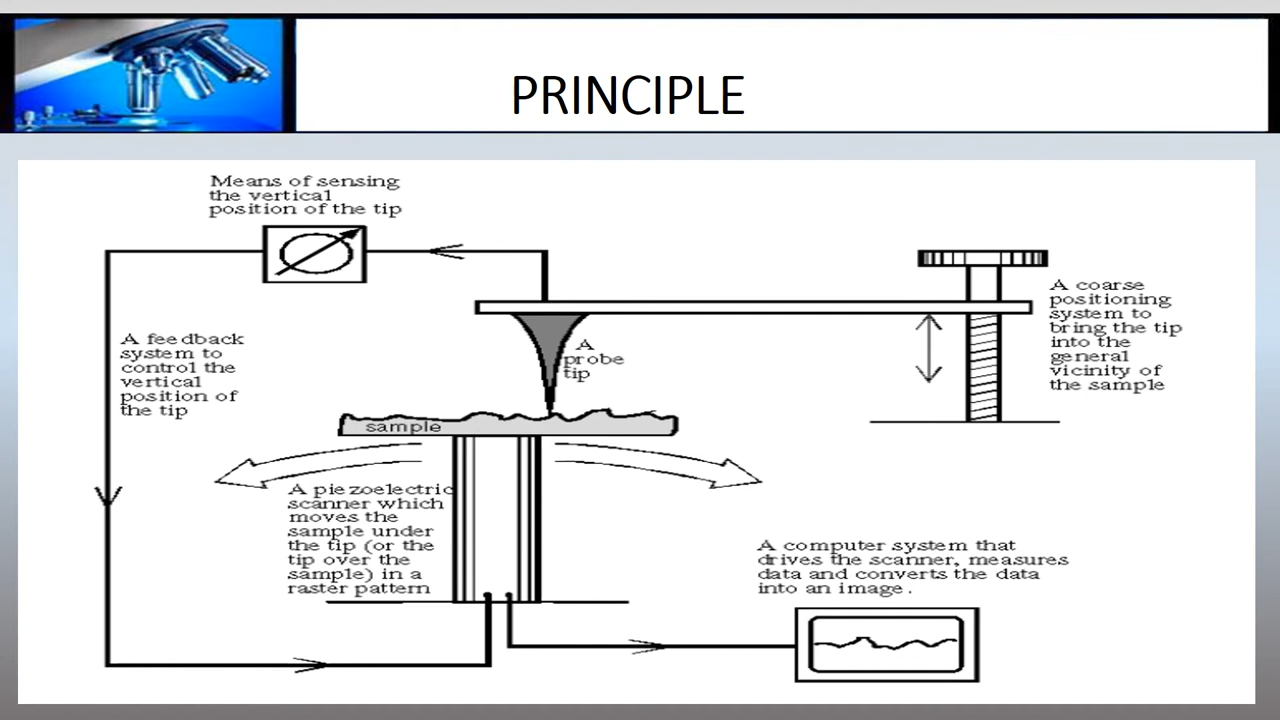 PRINCIPLE
Means of sensing
the vertical
position of the tip
A coarse
positioning
system to
bring the tip
into the
general
vicinity of
the sample
A feedback
system to
control the
vertical
position of
the tip
A
probe
tip
sample
A piezoelectric
scanner which
moves the
sample under
the tip (or the
tip over the
sample) in a
raster pattern
A computer system that
drives the scanner, measures
data and converts the data
into an image.